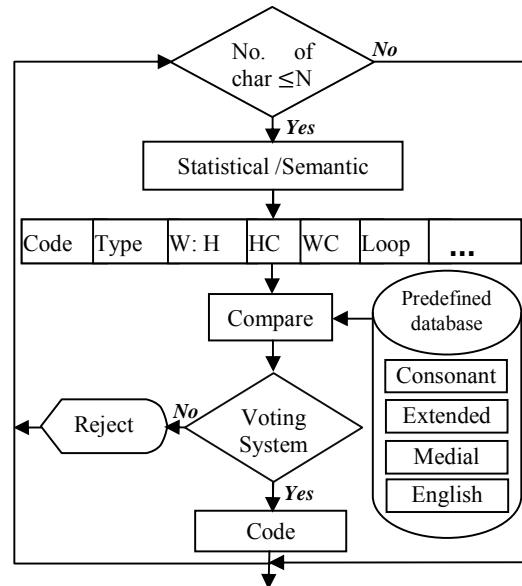 No. of
char ≤N
No
Yes
Statistical /Semantic
Code Type W: H HC WC Loop ...
Compare
Predefined
database
Consonant
Extended
Medial
English
Voting
System
No
Reject
Yes
Code